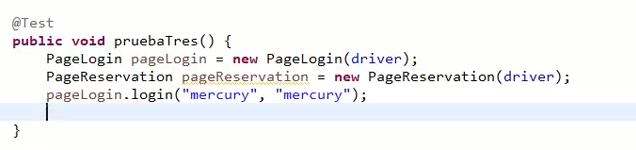 @Test
public void pruebaTres() {
PageLogin pageLogin = new PageLogin(driver);
PageReservation pageReservation = new PageReservation(driver);
pageLogin.login("mercury", "mercury");
}